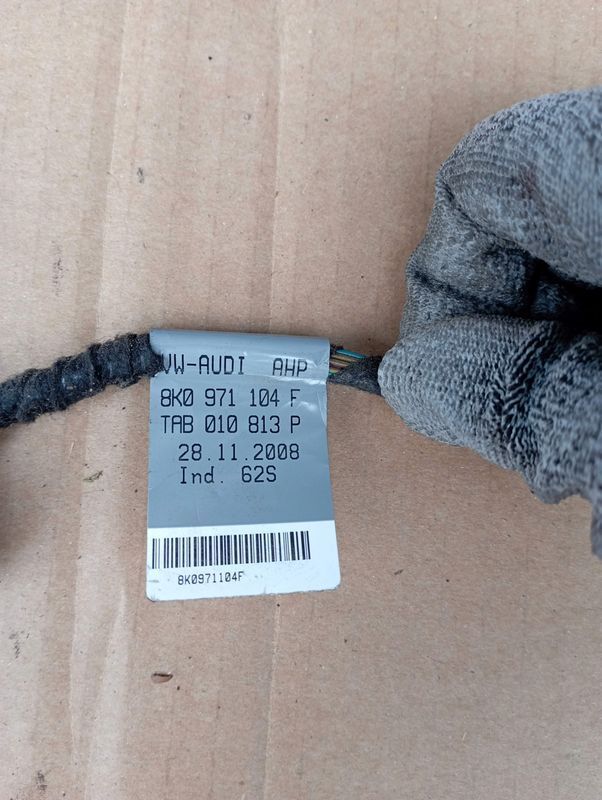 VW-AUDI AHP
8K0 971 104 F
TAB 010 813 P
28.11.2008
Ind. 62S
8K0971104F